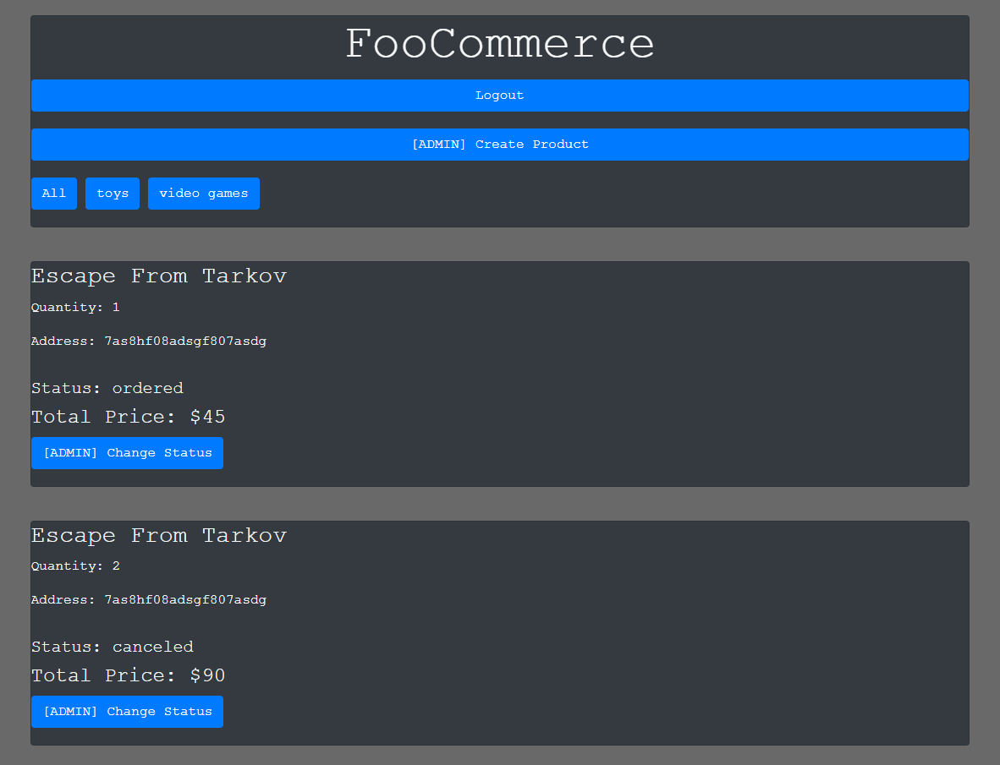 FooCommerce
Logout
[ADMIN] Create Product
All toys video games
Escape From Tarkov
Quantity: 1
Address: 7as8hf08adsgf807asdg
Status: ordered
Total Price: $45
[ADMIN] Change Status
Escape From Tarkov
Quantity: 2
Address: 7as8hf08adsgf807asdg
Status: canceled
Total Price: $90
[ADMIN] Change Status